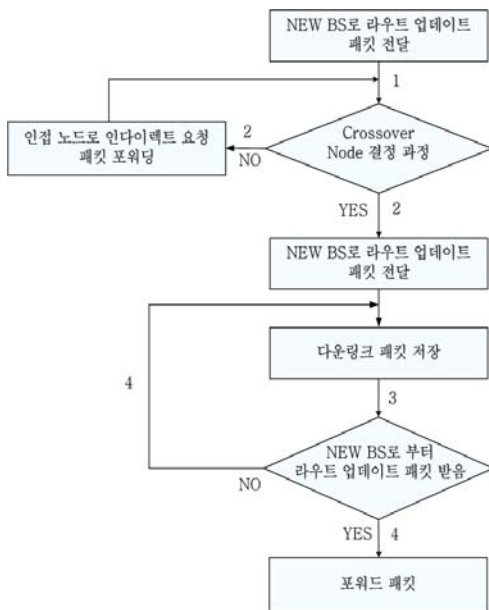 NEW BS로 라우트 업데이트
패킷 전달
1
인접 노드로 인다이렉트 요청
패킷 포워딩
2
NO
Crossover
Node 결정 과정
YES
2
NEW BS로 라우트 업데이트
패킷 전달
다운링크 패킷 저장
4
3
NEW BS로 부터
라우트 업데이트 패킷 받음
NO
YES
4
포워드 패킷